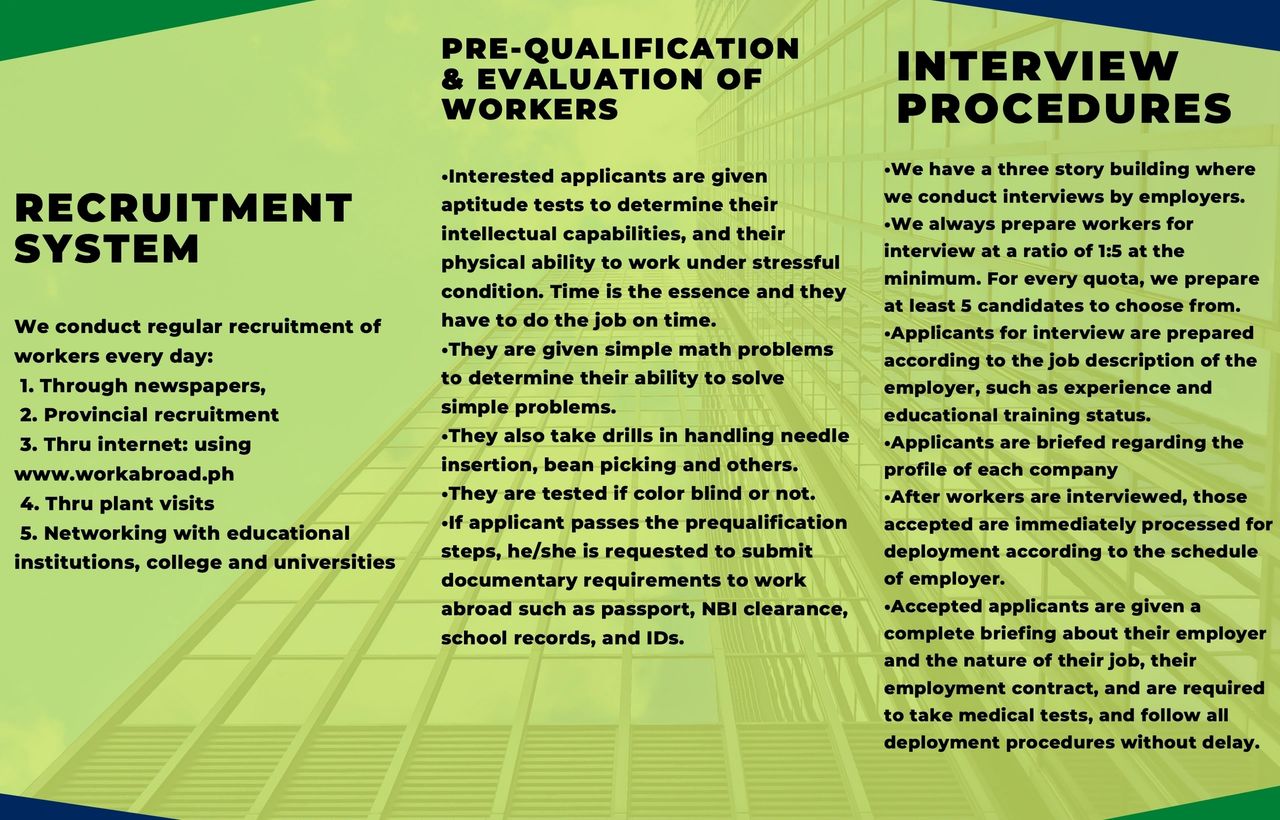 RECRUITMENT
SYSTEM
We conduct regular recruitment of
workers every day:
1. Through newspapers,
2. Provincial recruitment
3. Thru internet: using
www.workabroad.ph
4. Thru plant visits
5. Networking with educational
institutions, college and universities
PRE-QUALIFICATION
& EVALUATION OF
WORKERS
•Interested applicants are given
aptitude tests to determine their
intellectual capabilities, and their
physical ability to work under stressful
condition. Time is the essence and they
have to do the job on time.
•They are given simple math problems
to determine their ability to solve
simple problems.
•They also take drills in handling needle
insertion, bean picking and others.
•They are tested if color blind or not.
•If applicant passes the prequalification
steps, he/she is requested to submit
documentary requirements to work
abroad such as passport, NBI clearance,
school records, and IDs.
INTERVIEW
PROCEDURES
•We have a three story building where
we conduct interviews by employers.
•We always prepare workers for
interview at a ratio of 1:5 at the
minimum. For every quota, we prepare
at least 5 candidates to choose from.
•Applicants for interview are prepared
according to the job description of the
employer, such as experience and
educational training status.
•Applicants are briefed regarding the
profile of each company
•After workers are interviewed, those
accepted are immediately processed for
deployment according to the schedule
of employer.
•Accepted applicants are given a
complete briefing about their employer
and the nature of their job, their
employment contract, and are required
to take medical tests, and follow all
deployment procedures without delay.